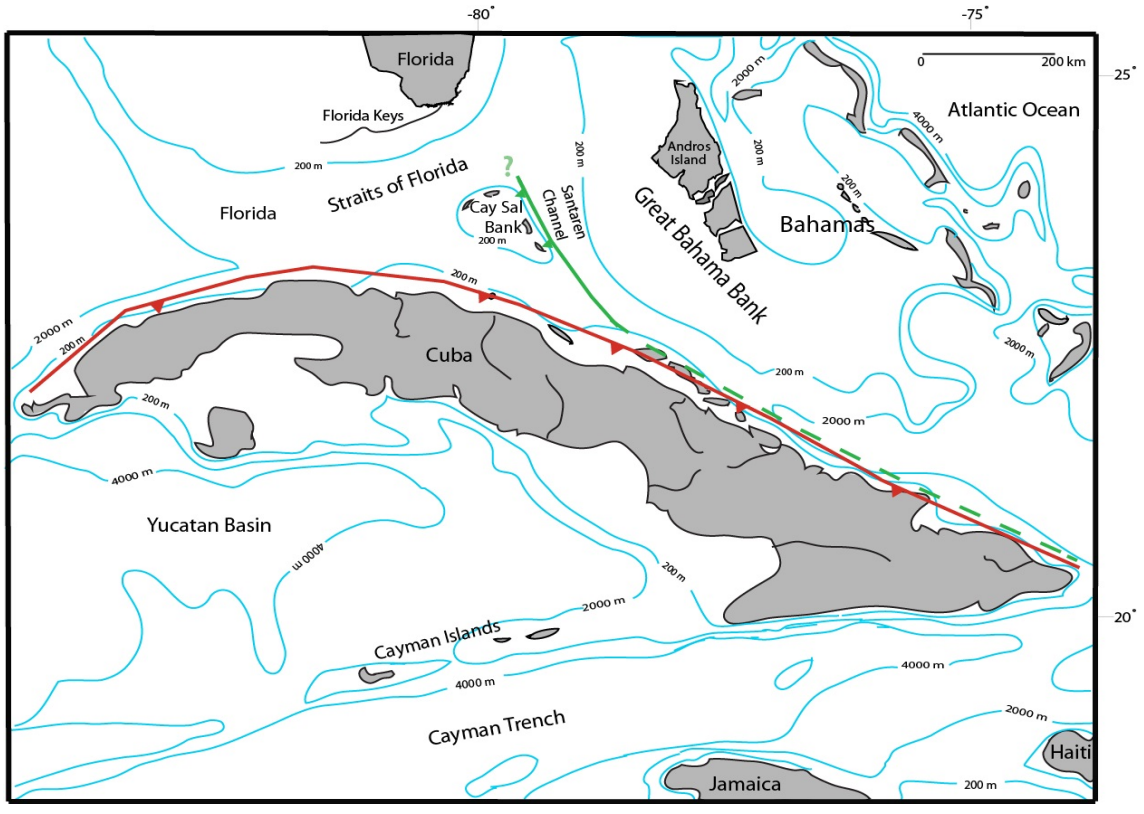 -80°
-75°
Florida
0
200 km
25°
2000 m
Atlantic Ocean
Florida Keys
4000 m
200 m
200 m
Andros
Island
200 m
?
Straits of Florida
200 m
Santaren
Channel
Cay Sal
Bank
200 m
Florida
Great Bahama Bank
Bahamas
200 m
2000 m
200 m
2000 m
Cuba
200 m
200 m
2000 m
4000 m
Yucatan Basin
4000 m
200 m
2000 m
20°
Cayman Islands
4000 m
4000 m
Cayman Trench
2000 m
Haiti
Jamaica
200 m